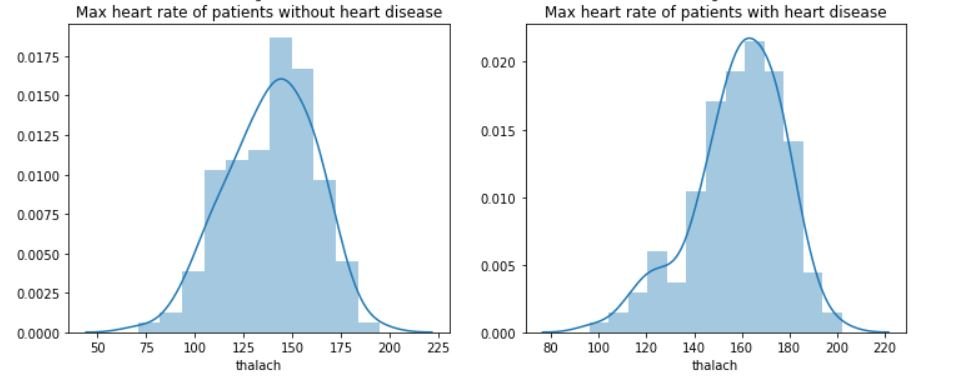 Max heart rate of patients without heart disease
0.0175
0.0150
0.0125
0.0100
0.0075
0.0050
0.0025
0.0000
50 75 100 125 150 175 200 225
thalach
Max heart rate of patients with heart disease
0.020
0.015
0.010
0.005
0.000
80 100 120 140 160 180 200 220
thalach